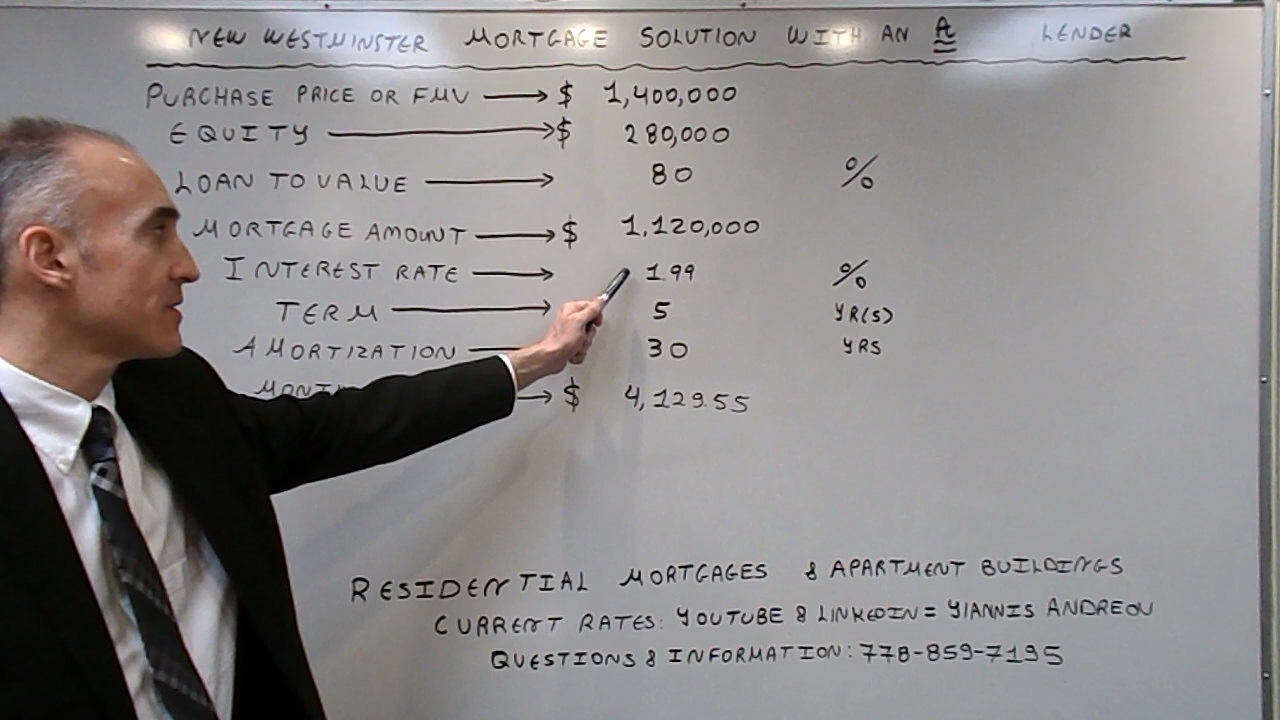 NEW WESTMINSTER MORTGAGE SOLUTION WITH AN A LENDER
PURCHASE PRICE OR FMV → $ 1,400,000
EQUITY → $ 280,000
LOAN TO VALUE → 80 %
MORTGAGE AMOUNT → $ 1,120,000
INTEREST RATE → 1.99 %
TERM → 5 YR(S)
AMORTIZATION 30 YRS
→ $ 4,129.55
RESIDENTIAL MORTGAGES & APARTMENT BUILDINGS
CURRENT RATES: YOUTUBE & LINKEDIN = YIANNIS ANDREOU
QUESTIONS & INFORMATION: 778-859-7195